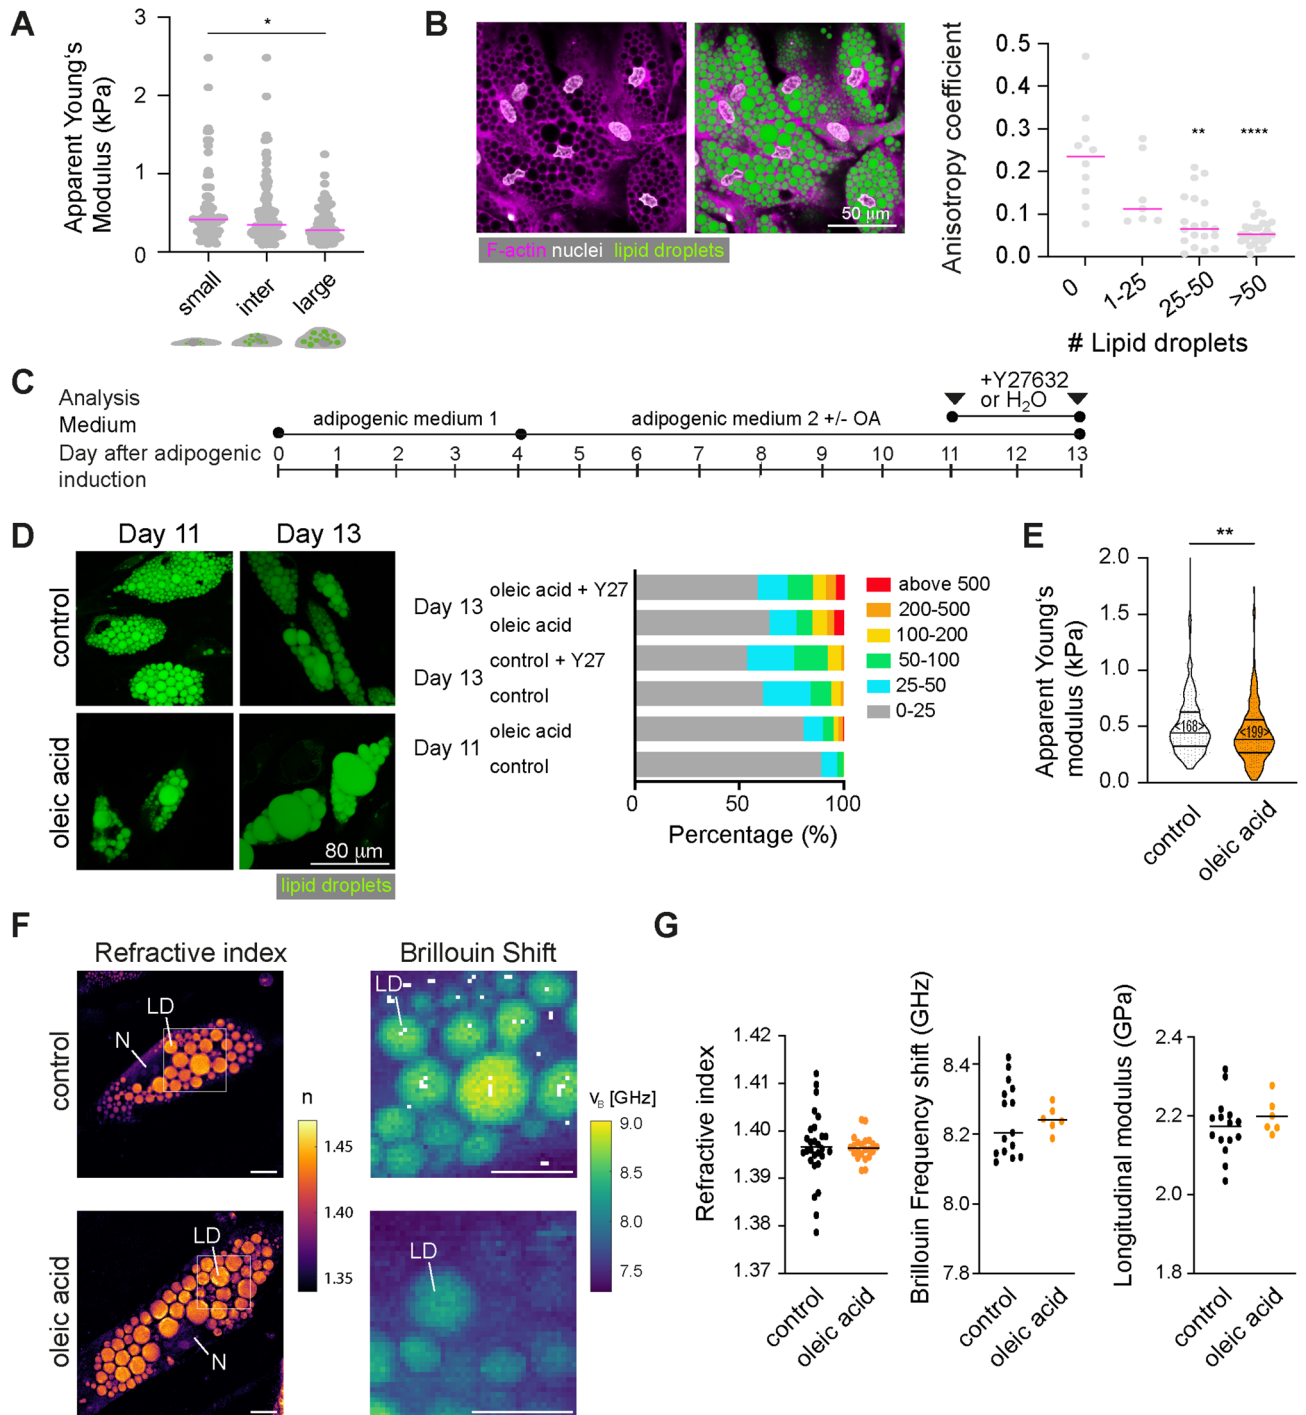 A
Apparent Young's
Modulus (kPa)
3
2
1
0
*
small
inter
large
B
50 μm
F-actin nuclei lipid droplets
Anisotropy coefficient
0.5
0.4
0.3
0.2
0.1
0.0
**
****
0
1-25
25-50
>50
# Lipid droplets
C
Analysis
Medium
Day after adipogenic
induction
adipogenic medium 1
adipogenic medium 2 +/- OA
+Y27632
or H2O
0 1 2 3 4 5 6 7 8 9 10 11 12 13
D
Day 11
Day 13
control
oleic acid
80 μm
lipid droplets
Day 13
oleic acid + Y27
oleic acid
Day 13
control + Y27
control
Day 11
oleic acid
control
0
50
100
Percentage (%)
above 500
200-500
100-200
50-100
25-50
0-25
E
Apparent Young's
modulus (kPa)
2.0
1.5
1.0
0.5
0.0
**
<168>
<199>
control
oleic acid
F
Refractive index
Brillouin Shift
control
oleic acid
LD
N
LD
n
1.45
1.40
1.35
νB [GHz]
9.0
8.5
8.0
7.5
LD
N
LD
G
Refractive index
1.42
1.41
1.40
1.39
1.38
1.37
control
oleic acid
Brillouin Frequency shift (GHz)
8.4
8.2
8.0
7.8
control
oleic acid
Longitudinal modulus (GPa)
2.4
2.2
2.0
1.8
control
oleic acid